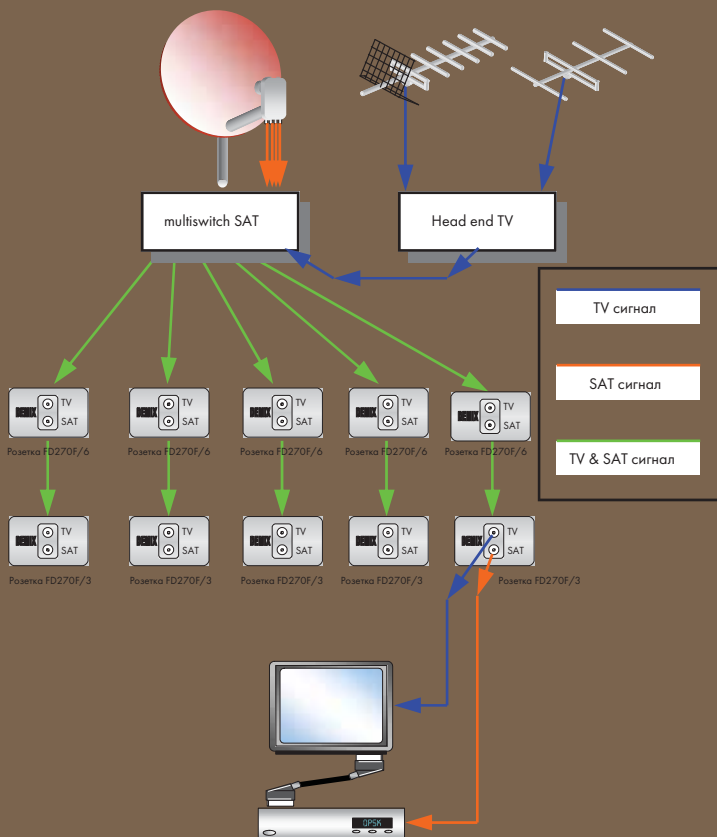 multiswitch SAT
Head end TV
TV сигнал
SAT сигнал
TV & SAT сигнал
TV
SAT
TV
SAT
TV
SAT
TV
SAT
TV
SAT
Розетка FD270F/6
Розетка FD270F/6
Розетка FD270F/6
Розетка FD270F/6
Розетка FD270F/6
TV
SAT
TV
SAT
TV
SAT
TV
SAT
TV
SAT
Розетка FD270F/3
Розетка FD270F/3
Розетка FD270F/3
Розетка FD270F/3
Розетка FD270F/3
QPSK